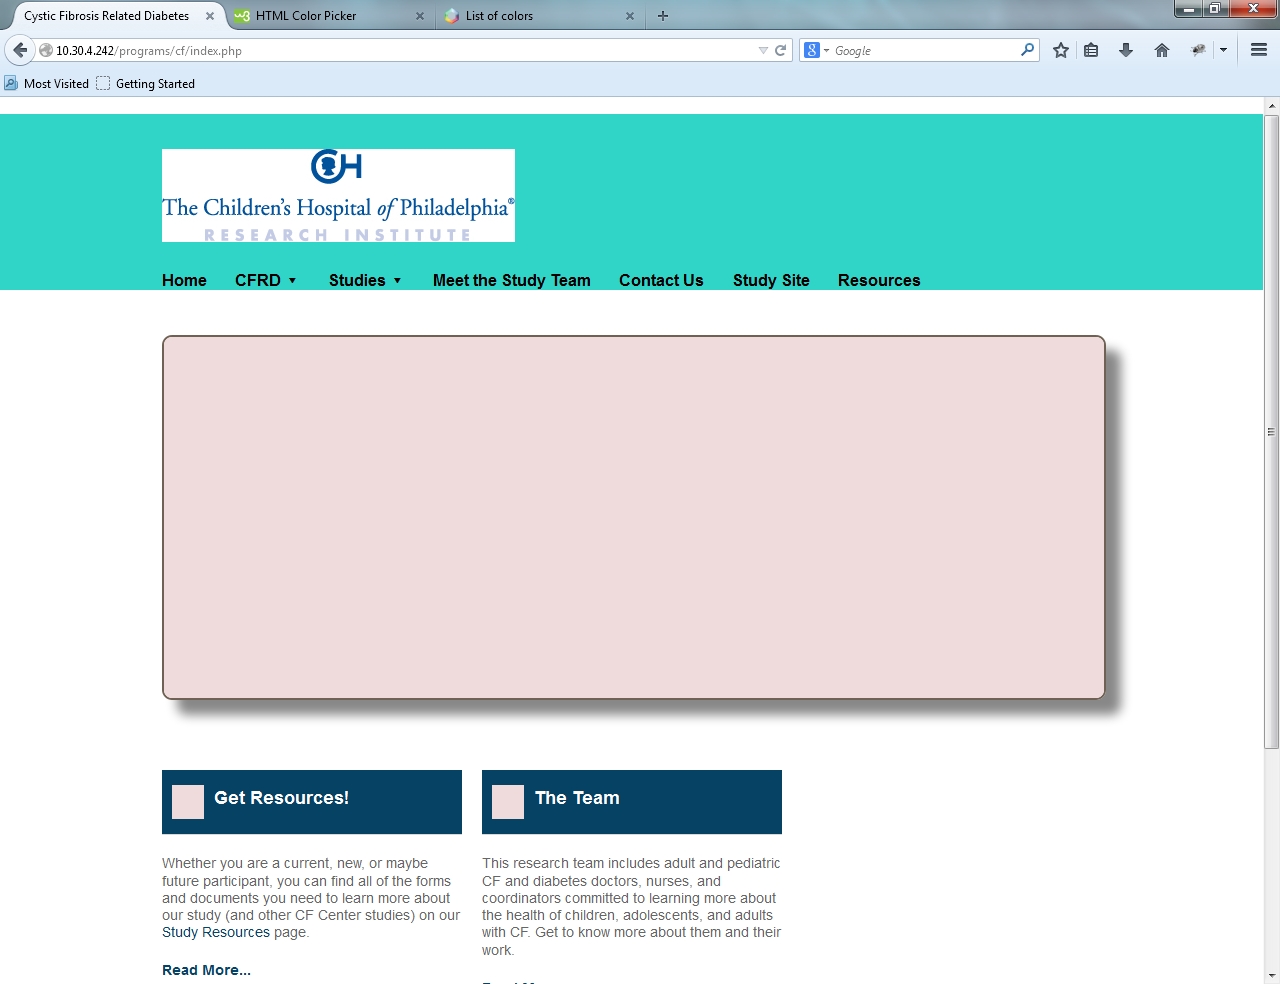 Cystic Fibrosis Related Diabetes
HTML Color Picker
List of colors
10.30.4.242/programs/cf/index.php
Google
Most Visited
Getting Started
CH
The Children's Hospital of Philadelphia®
RESEARCH INSTITUTE
Home CFRD ▼ Studies ▼ Meet the Study Team Contact Us Study Site Resources
Get Resources!
Whether you are a current, new, or maybe
future participant, you can find all of the forms
and documents you need to learn more about
our study (and other CF Center studies) on our
Study Resources page.
Read More...
The Team
This research team includes adult and pediatric
CF and diabetes doctors, nurses, and
coordinators committed to learning more about
the health of children, adolescents, and adults
with CF. Get to know more about them and their
work.